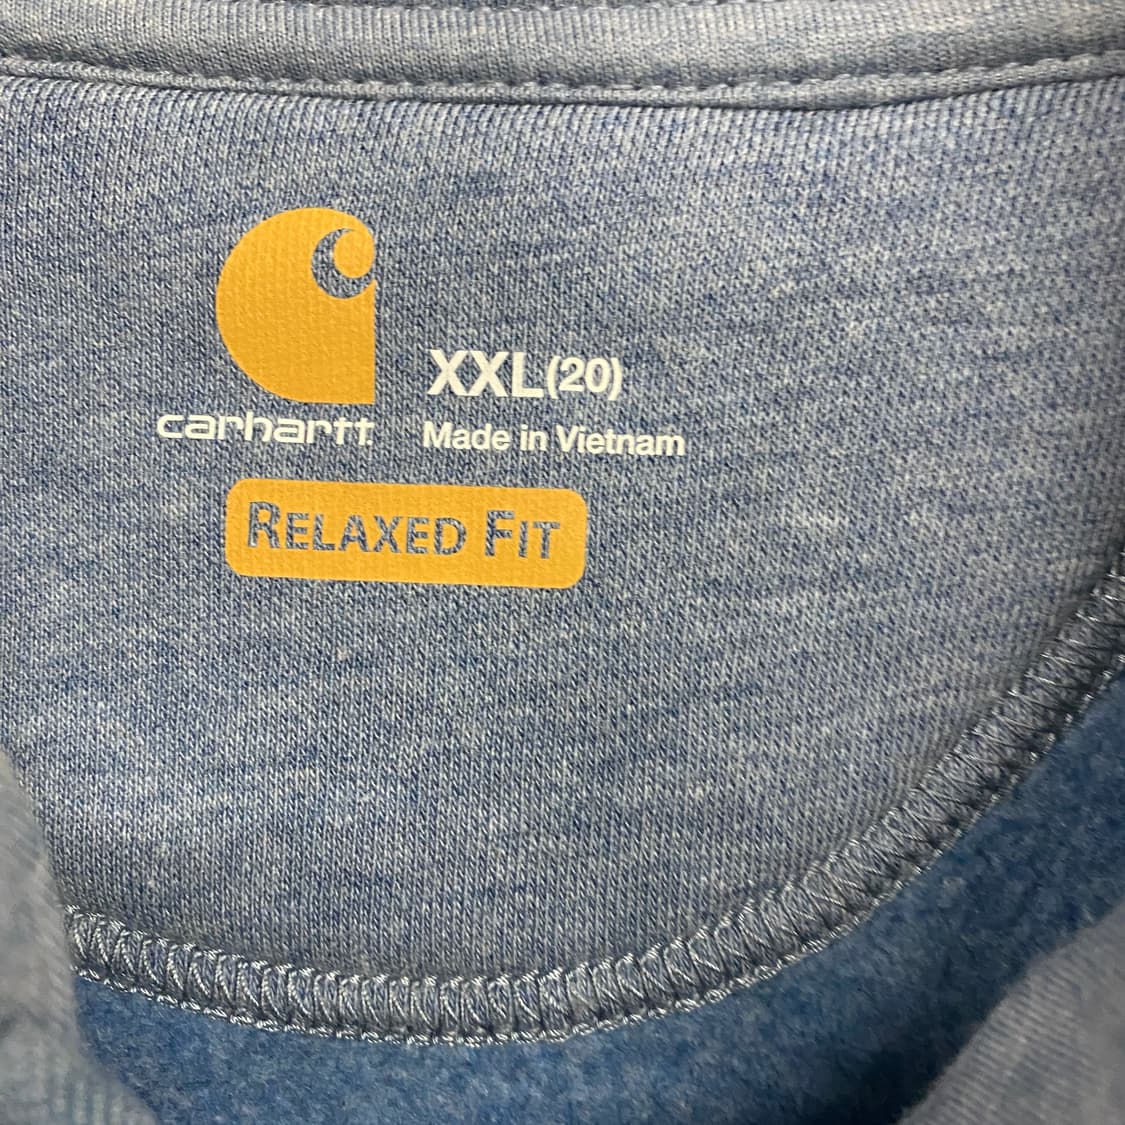 carhartt
XXL(20)
Made in Vietnam
RELAXED FIT